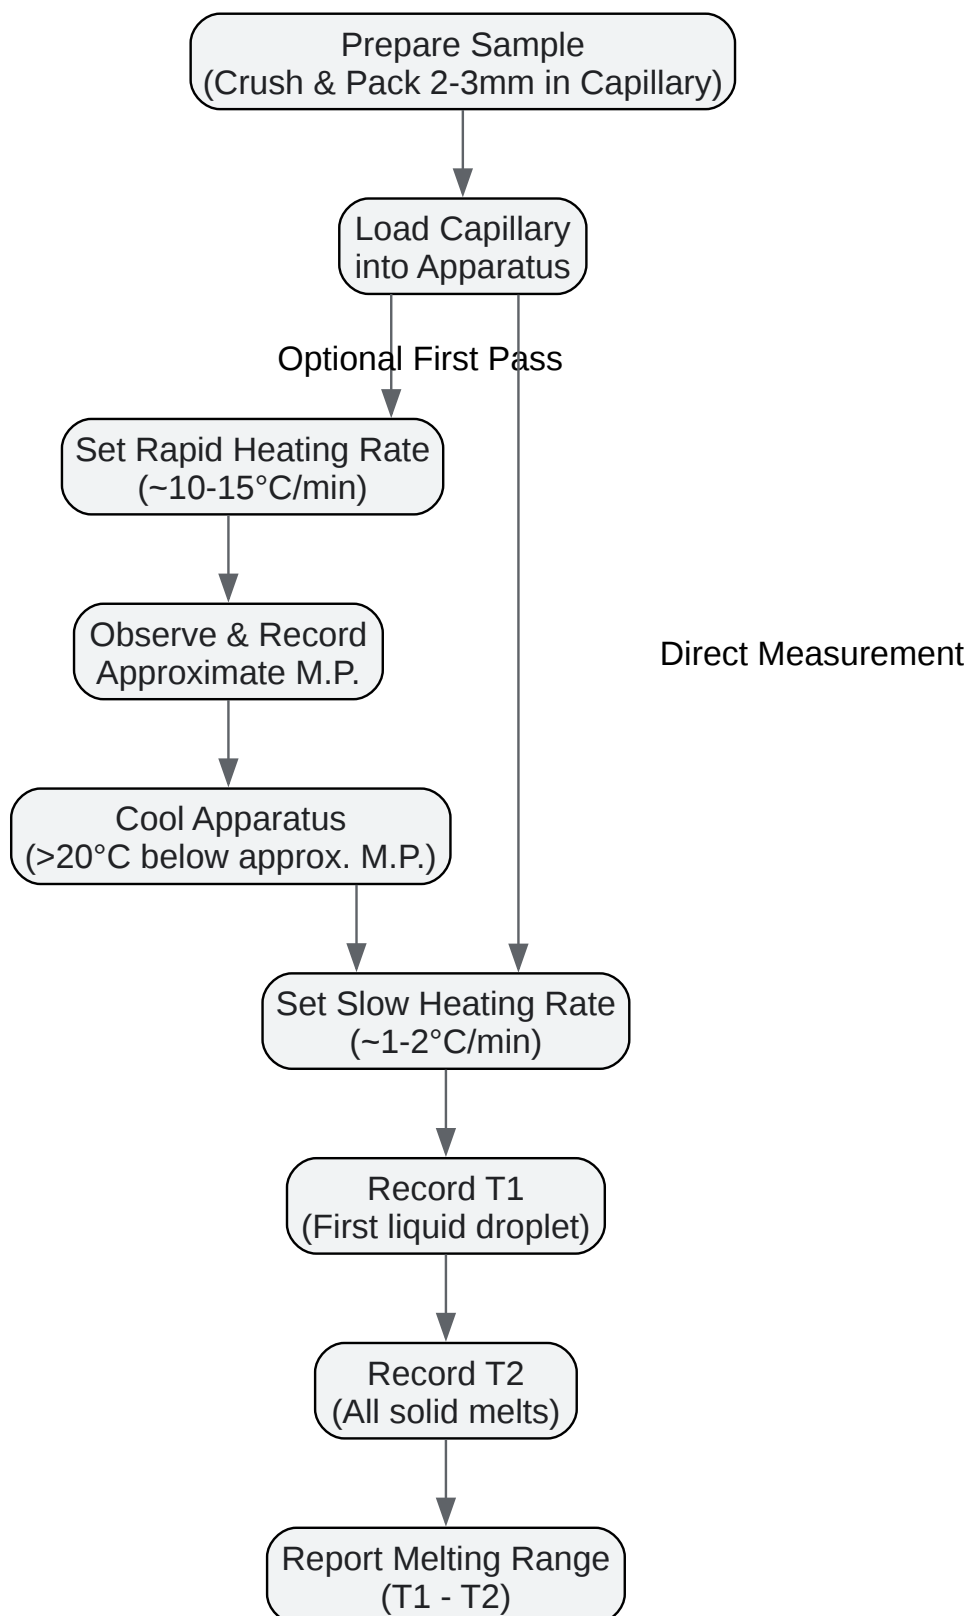 Prepare Sample
(Crush & Pack 2-3mm in Capillary)
Load Capillary
into Apparatus
Optional First Pass
Set Rapid Heating Rate
(~10-15°C/min)
Observe & Record
Approximate M.P.
Direct Measurement
Cool Apparatus
(>20°C below approx. M.P.)
Set Slow Heating Rate
(~1-2°C/min)
Record T1
(First liquid droplet)
Record T2
(All solid melts)
Report Melting Range
(T1 - T2)